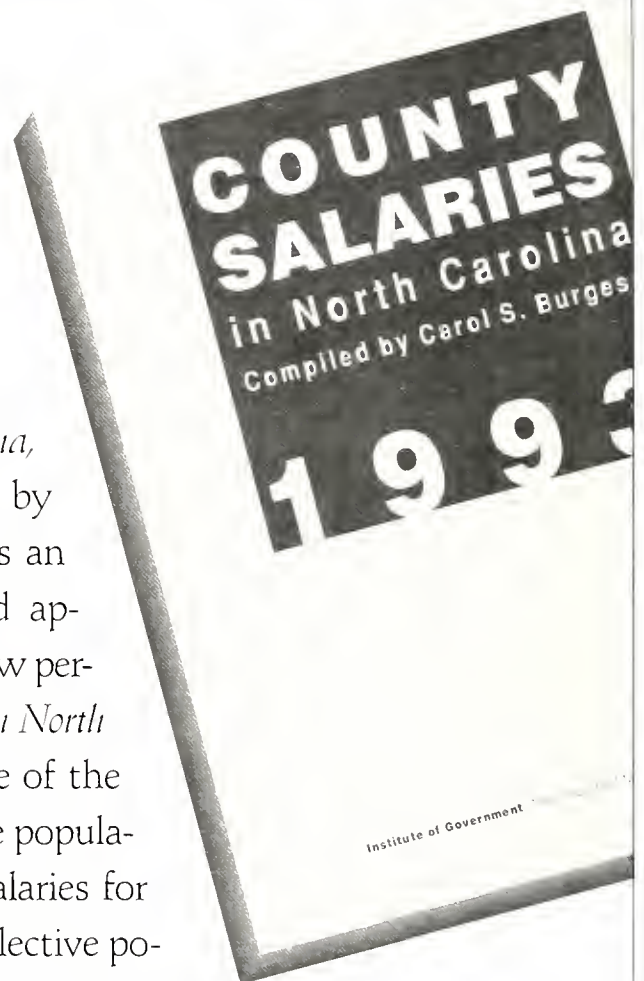 COUNTY
SALARIES
in North Carolina
Compiled by Carol S. Burges
1993
Institute of Government
by
s an
d ap-
w per-
North
e of the
e popula-
alaries for
lective po-